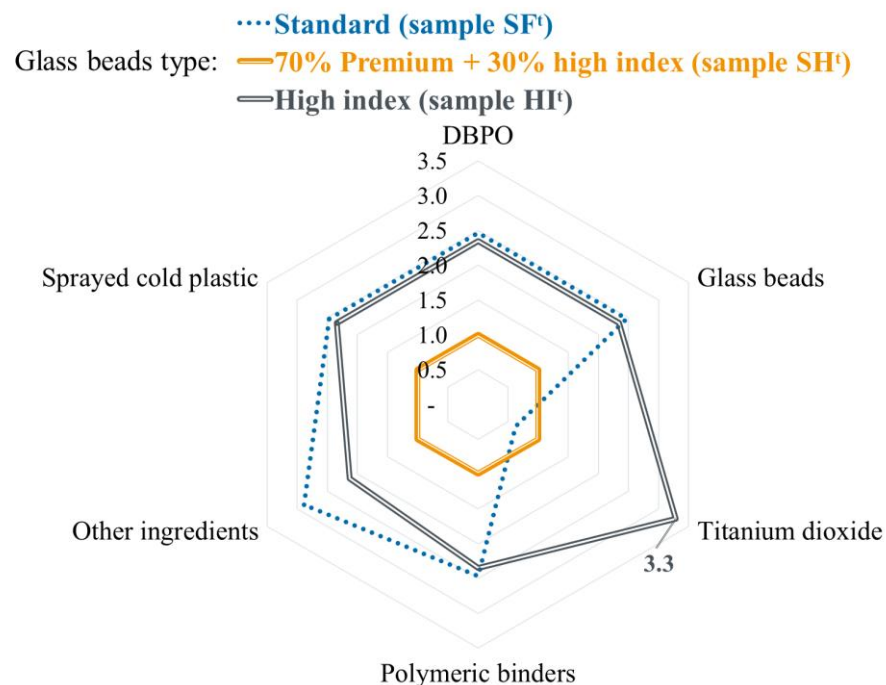 Standard (sample SFᵗ)
Glass beads type: 70% Premium + 30% high index (sample SHᵗ)
High index (sample HIᵗ)
DBPO
3.5
3.0
2.5
2.0
1.5
1.0
0.5
-
Sprayed cold plastic
Glass beads
Other ingredients
Titanium dioxide
3.3
Polymeric binders